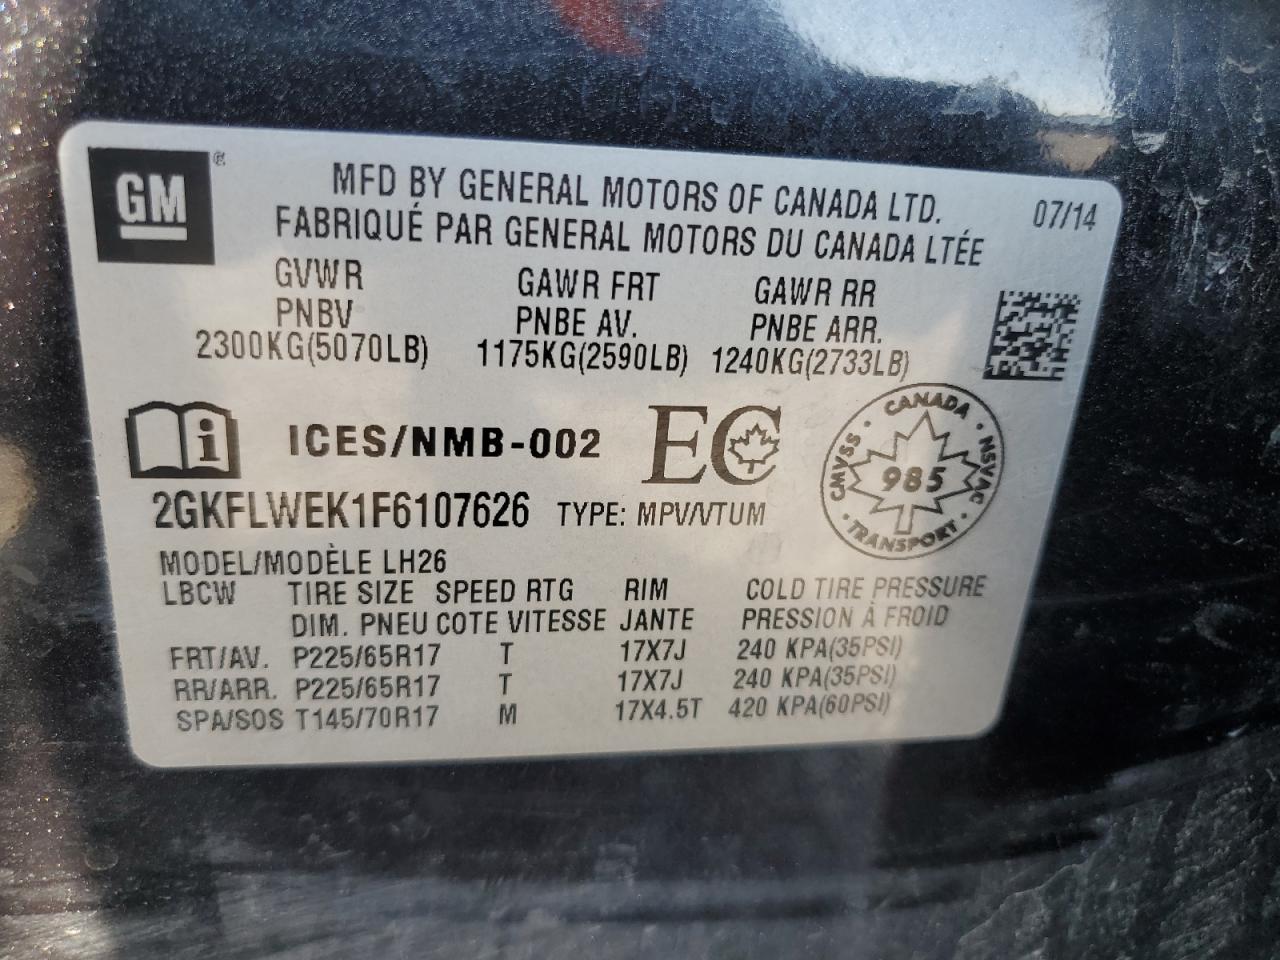 GM
MFD BY GENERAL MOTORS OF CANADA LTD. 07/14
FABRIQUÉ PAR GENERAL MOTORS DU CANADA LTÉE
GVWR GAWR FRT GAWR RR
PNBV PNBE AV. PNBE ARR.
2300KG(5070LB) 1175KG(2590LB) 1240KG(2733LB)
ICES/NMB-002 EC
CANADA
CMVSS 985 NSVAC
TRANSPORT
2GKFLWEK1F6107626 TYPE: MPV/VTUM
MODEL/MODÈLE LH26
LBCW TIRE SIZE SPEED RTG RIM COLD TIRE PRESSURE
DIM. PNEU COTE VITESSE JANTE PRESSION À FROID
FRT/AV. P225/65R17 T 17X7J 240 KPA(35PSI)
RR/ARR. P225/65R17 T 17X7J 240 KPA(35PSI)
SPA/SOS T145/70R17 M 17X4.5T 420 KPA(60PSI)